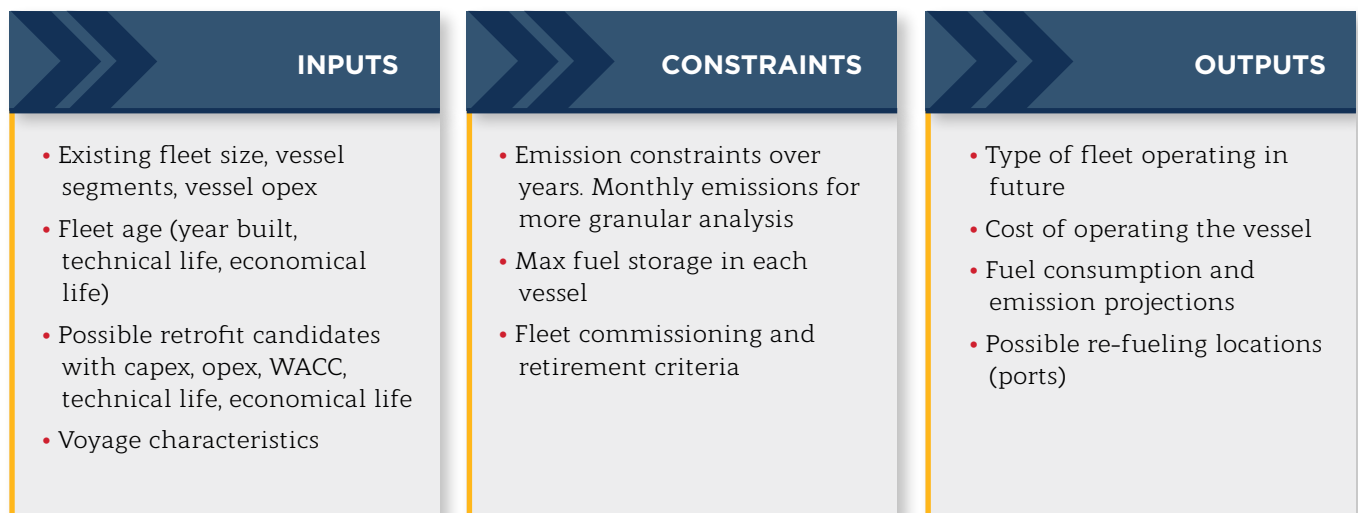 INPUTS
• Existing fleet size, vessel
segments, vessel opex
• Fleet age (year built,
technical life, economical
life)
• Possible retrofit candidates
with capex, opex, WACC,
technical life, economical life
• Voyage characteristics
CONSTRAINTS
• Emission constraints over
years. Monthly emissions for
more granular analysis
• Max fuel storage in each
vessel
• Fleet commissioning and
retirement criteria
OUTPUTS
• Type of fleet operating in
future
• Cost of operating the vessel
• Fuel consumption and
emission projections
• Possible re-fueling locations
(ports)